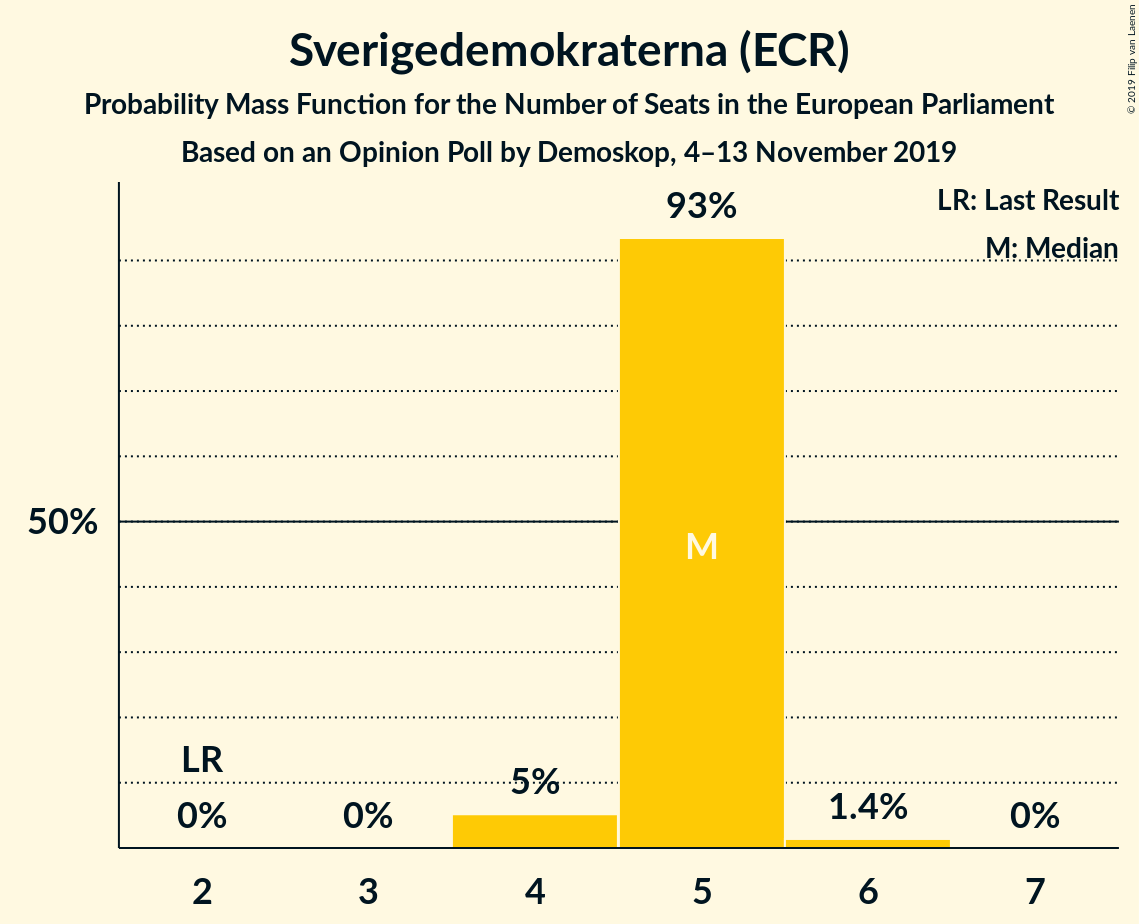 Sverigedemokraterna (ECR)
Probability Mass Function for the Number of Seats in the European Parliament
Based on an Opinion Poll by Demoskop, 4–13 November 2019
© 2019 Filip van Laenen
LR: Last Result
M: Median
93%
50%
M
LR
0%
0%
5%
1.4%
0%
2
3
4
5
6
7